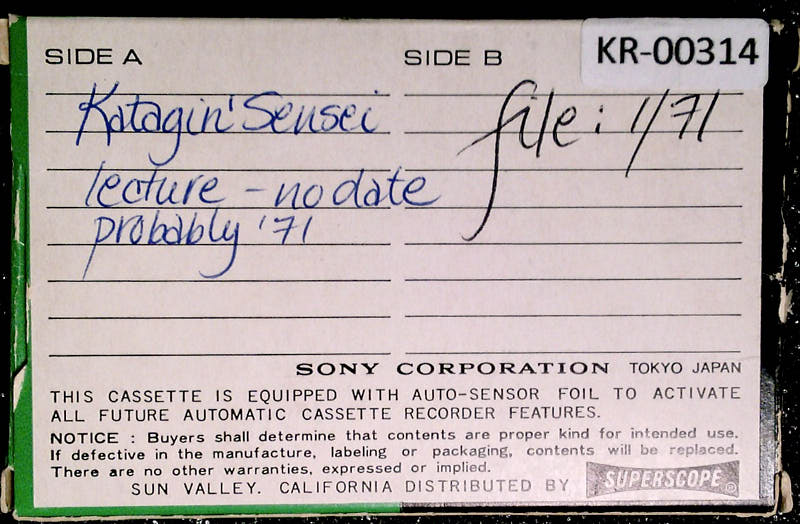 SIDE A
SIDE B
KR-00314
Katagiri Sensei
file: 1/71
lecture - no date
probably '71
SONY CORPORATION TOKYO JAPAN
THIS CASSETTE IS EQUIPPED WITH AUTO-SENSOR FOIL TO ACTIVATE
ALL FUTURE AUTOMATIC CASSETTE RECORDER FEATURES.
NOTICE : Buyers shall determine that contents are proper kind for intended use.
If defective in the manufacture, labeling or packaging, contents will be replaced.
There are no other warranties, expressed or implied.
SUN VALLEY. CALIFORNIA DISTRIBUTED BY SUPERSCOPE®